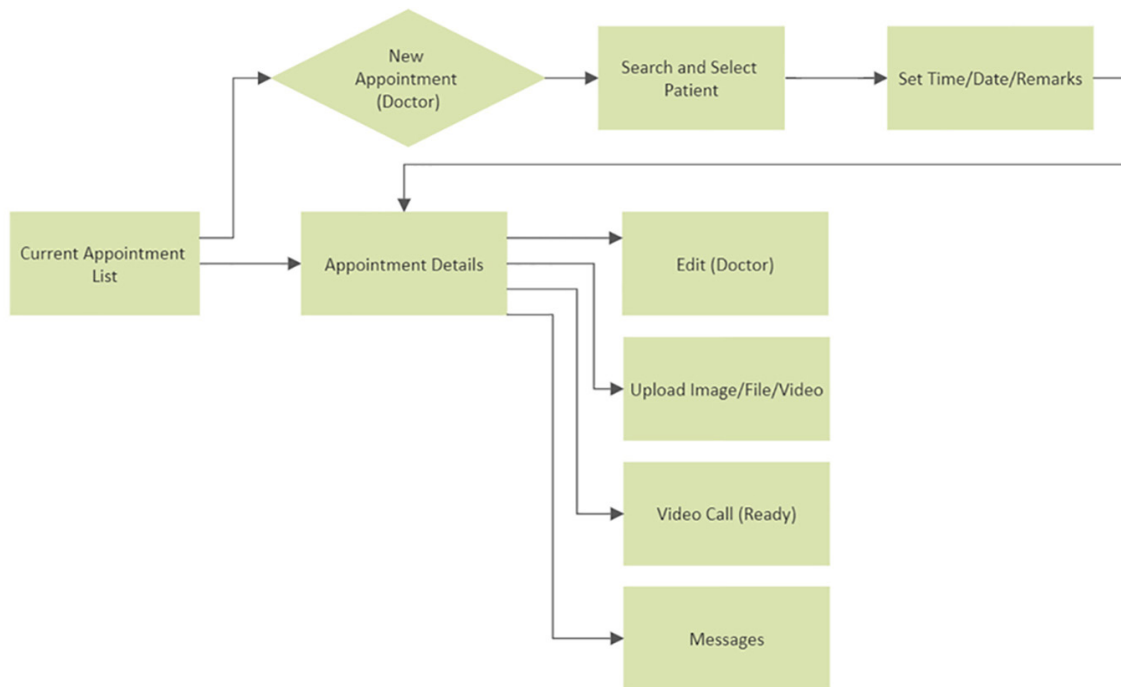 New
Appointment
(Doctor)
Search and Select
Patient
Set Time/Date/Remarks
Current Appointment
List
Appointment Details
Edit (Doctor)
Upload Image/File/Video
Video Call (Ready)
Messages